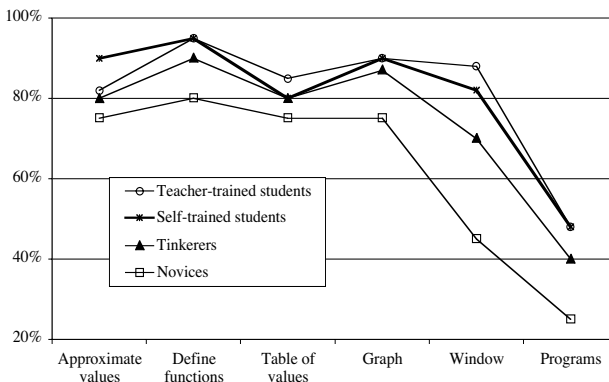 100%
80%
60%
40%
20%
Teacher-trained students
Self-trained students
Tinkerers
Novices
Approximate
values
Define
functions
Table of
values
Graph
Window
Programs